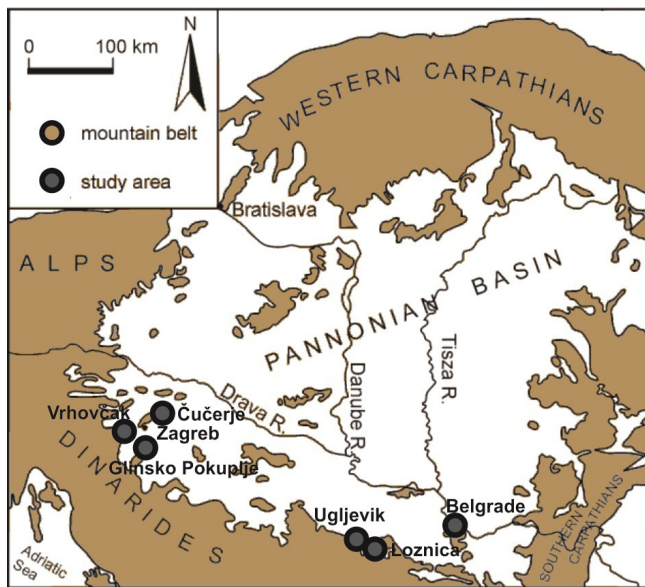 N
0 100 km
mountain belt
study area
WESTERN CARPATHIANS
Bratislava
ALPS
PANNONIAN BASIN
Tisza R.
Danube R.
Drava R.
Vrhovčak
Čučerje
Zagreb
Glinsko Pokuplje
DINARIDES
Ugljevik
Belgrade
Loznica
SOUTHERN
CARPATHIANS
Adriatic
Sea